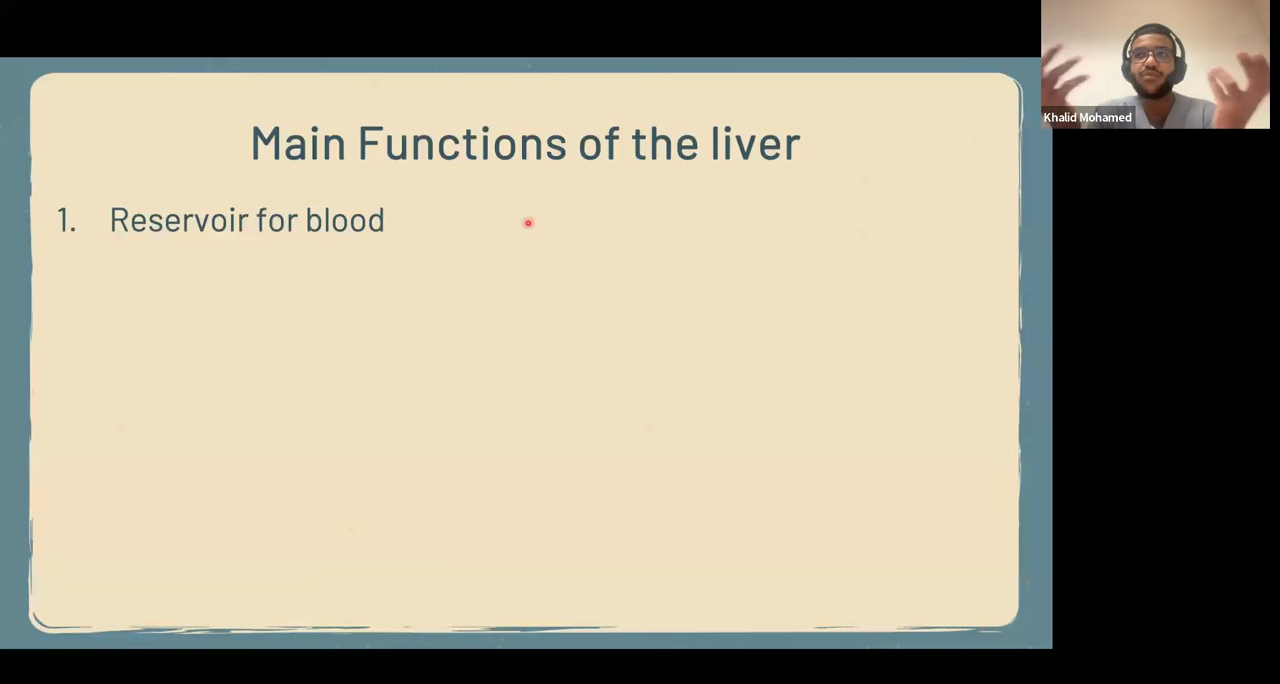 Main Functions of the liver
1. Reservoir for blood
Khalid Mohamed